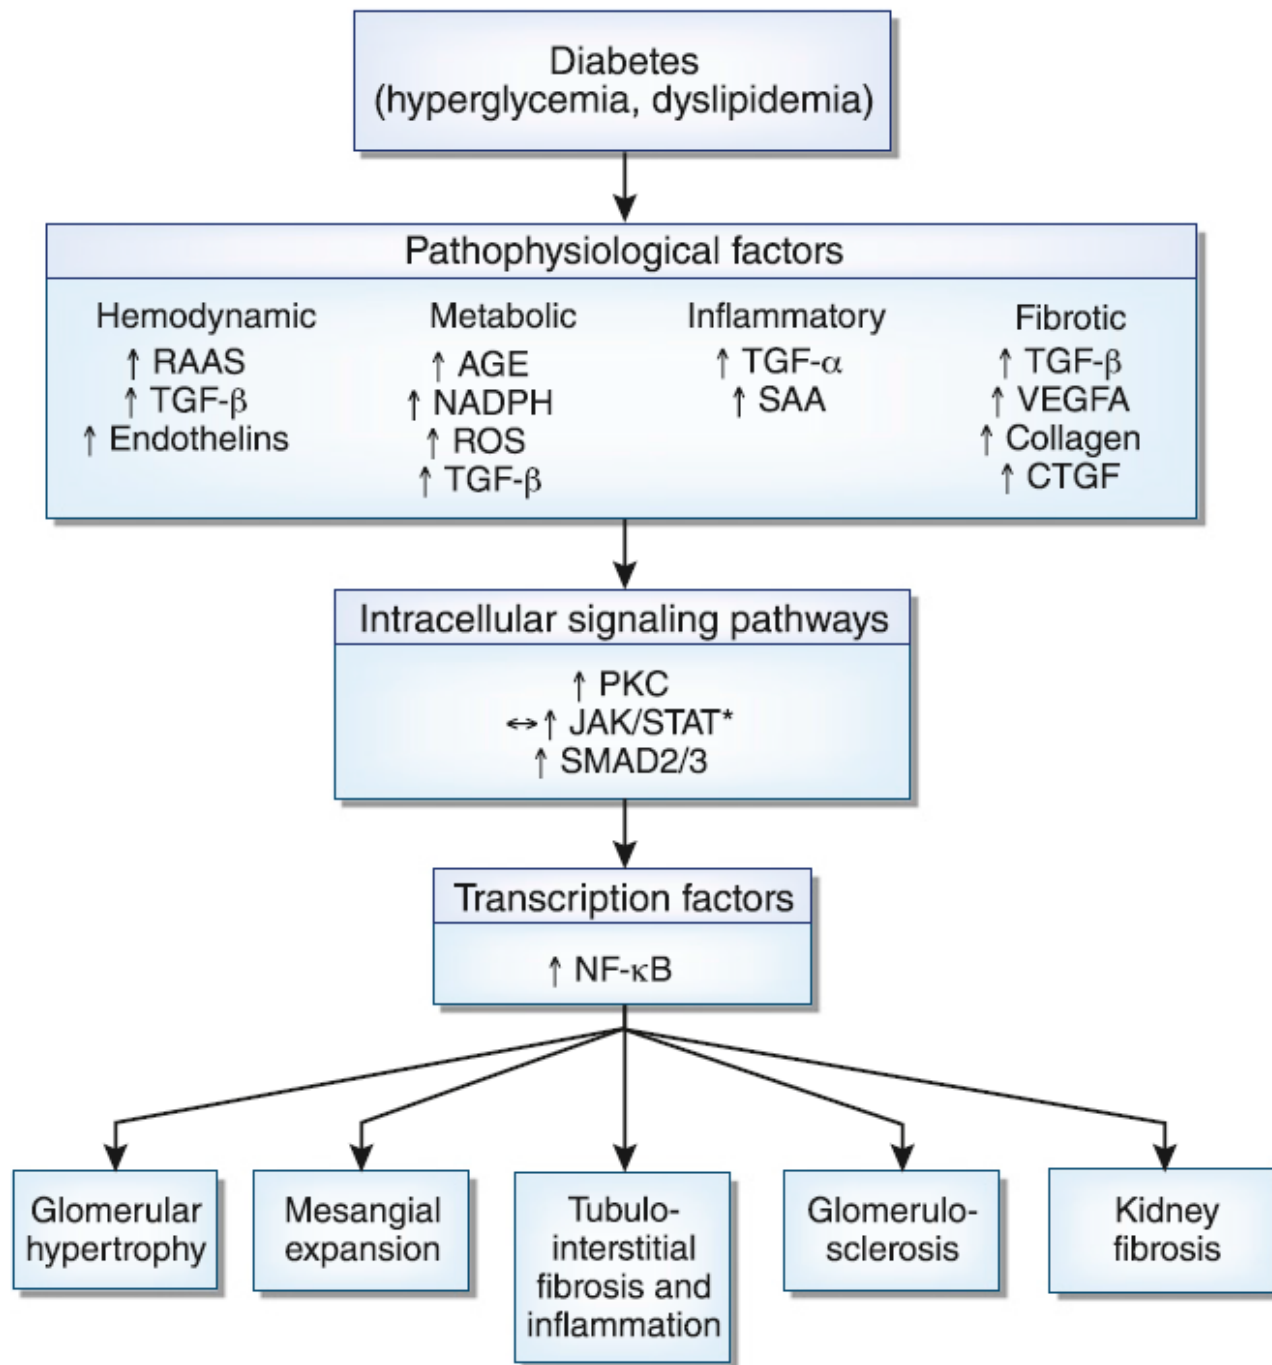 Diabetes
(hyperglycemia, dyslipidemia)
Pathophysiological factors
Hemodynamic
↑ RAAS
↑ TGF-β
↑ Endothelins
Metabolic
↑ AGE
↑ NADPH
↑ ROS
↑ TGF-β
Inflammatory
↑ TGF-α
↑ SAA
Fibrotic
↑ TGF-β
↑ VEGFA
↑ Collagen
↑ CTGF
Intracellular signaling pathways
↑ PKC
↔↑ JAK/STAT*
↑ SMAD2/3
Transcription factors
↑ NF-κB
Glomerular
hypertrophy
Mesangial
expansion
Tubulo-
interstitial
fibrosis and
inflammation
Glomerulo-
sclerosis
Kidney
fibrosis